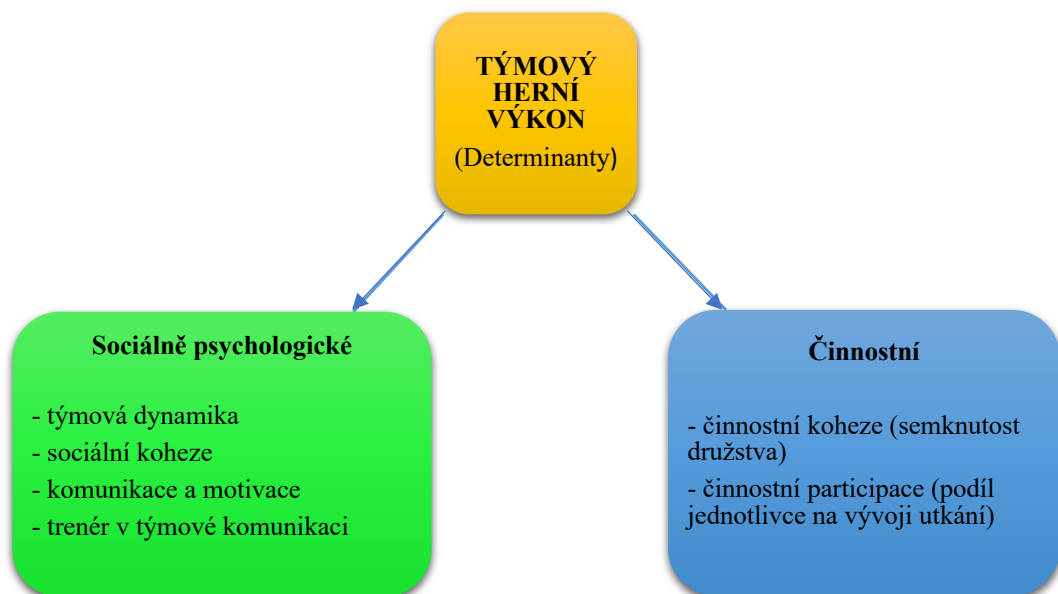 TÝMOVÝ
HERNÍ
VÝKON
(Determinanty)
Sociálně psychologické
- týmová dynamika
- sociální koheze
- komunikace a motivace
- trenér v týmové komunikaci
Činnostní
- činnostní koheze (semknutost
družstva)
- činnostní participace (podíl
jednotlivce na vývoji utkání)